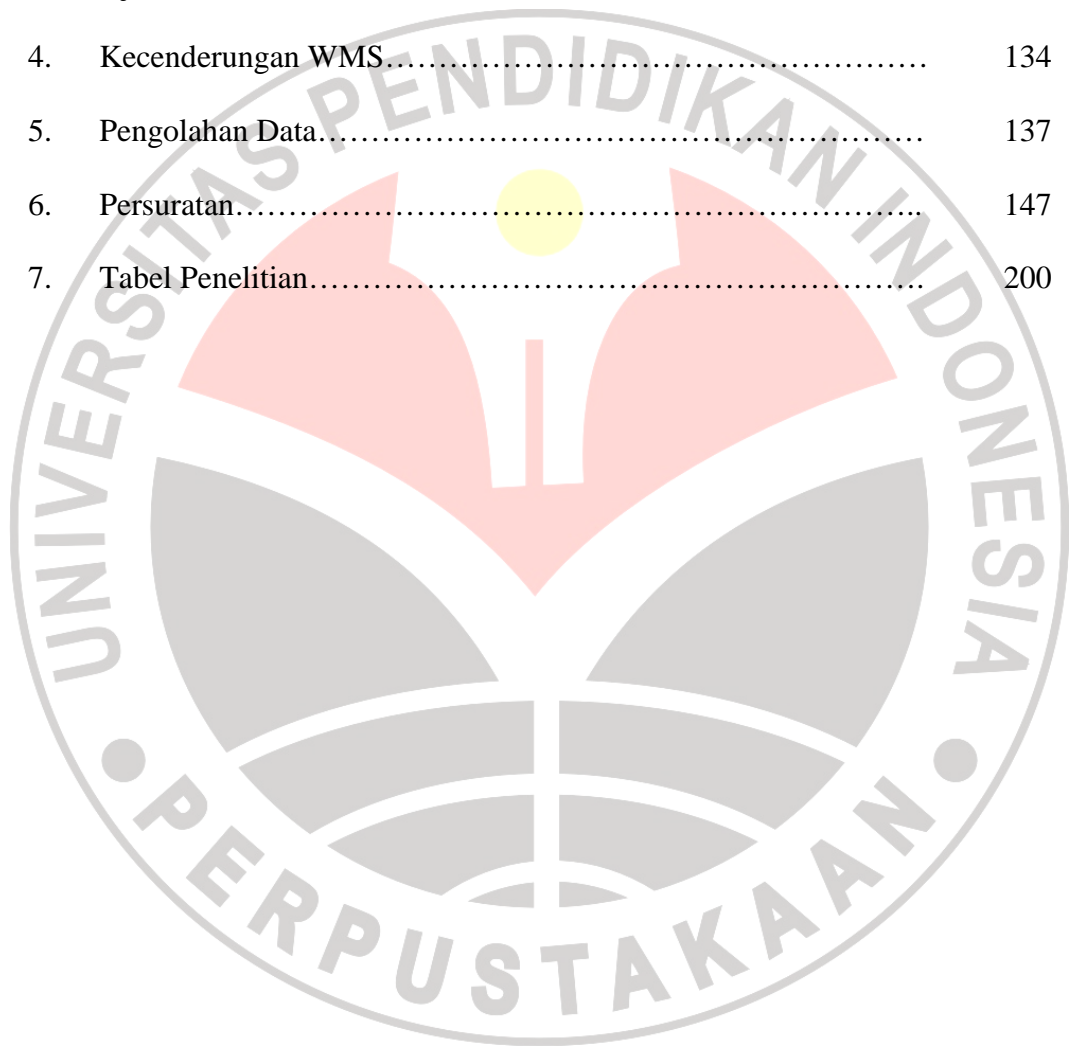 4. Kecenderungan WMS……………………………………………… 134
5. Pengolahan Data…………………………………………………… 137
6. Persuratan………………………………………………………….. 147
7. Tabel Penelitian……………………………………………………. 200
UNIVERSITAS PENDIDIKAN INDONESIA
• PERPUSTAKAAN •